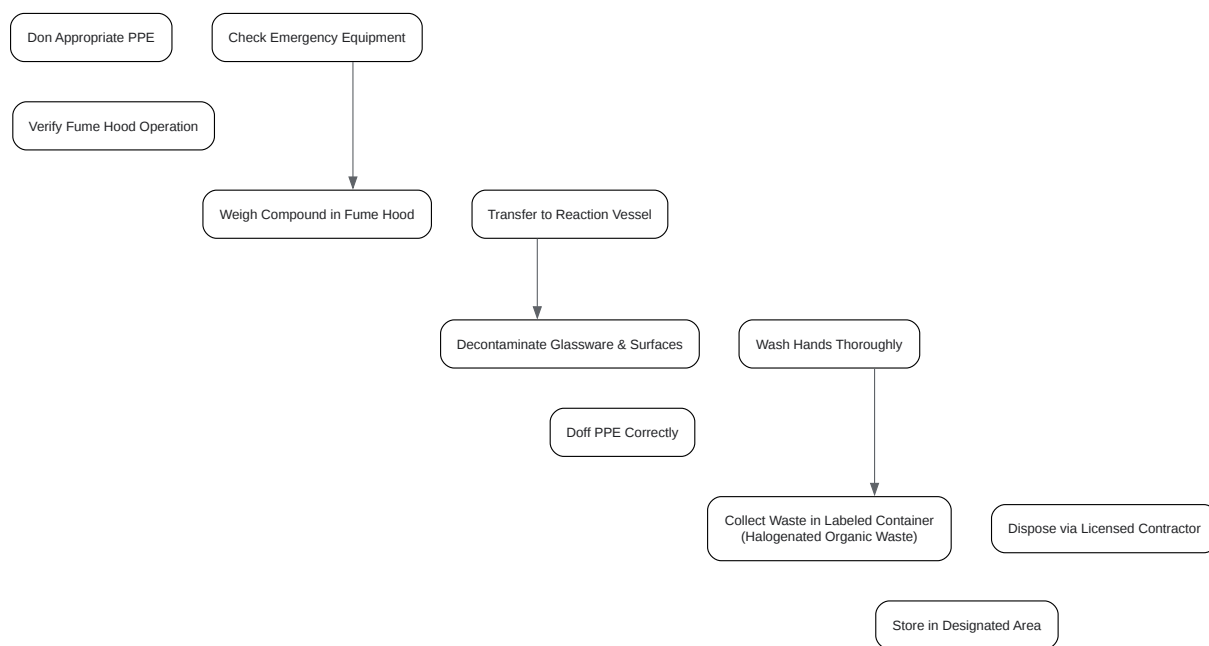 Don Appropriate PPE
Check Emergency Equipment
Verify Fume Hood Operation
Weigh Compound in Fume Hood
Transfer to Reaction Vessel
Decontaminate Glassware & Surfaces
Wash Hands Thoroughly
Doff PPE Correctly
Collect Waste in Labeled Container
(Halogenated Organic Waste)
Dispose via Licensed Contractor
Store in Designated Area